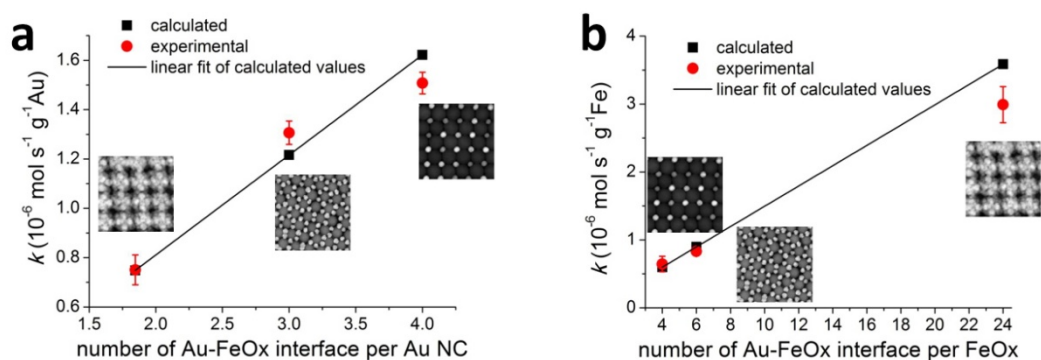 a
calculated
experimental
linear fit of calculated values
k (10⁻⁶ mol s⁻¹ g⁻¹Au)
1.6
1.4
1.2
1.0
0.8
0.6
1.5 2.0 2.5 3.0 3.5 4.0
number of Au-FeOx interface per Au NC
b
calculated
experimental
linear fit of calculated values
k (10⁻⁶ mol s⁻¹ g⁻¹Fe)
4
3
2
1
0
4 6 8 10 12 14 16 18 20 22 24
number of Au-FeOx interface per FeOx